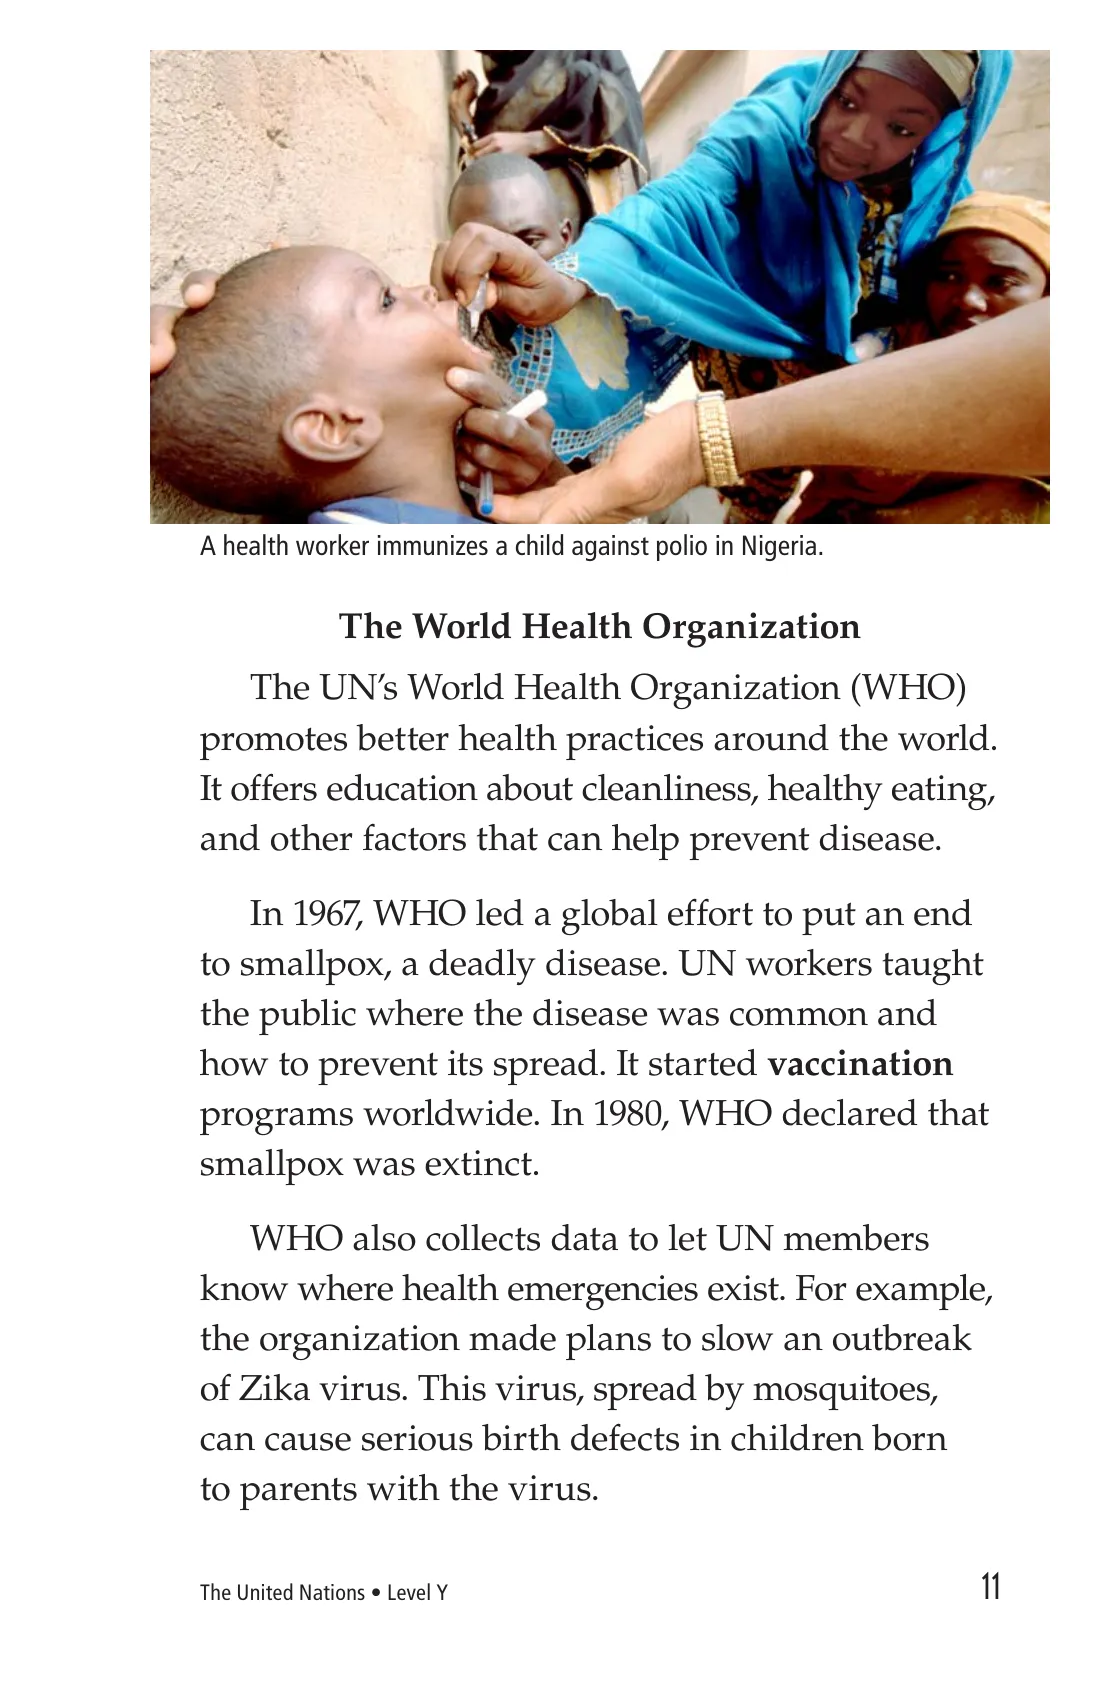 A health worker immunizes a child against polio in Nigeria.
The World Health Organization
The UN’s World Health Organization (WHO)
promotes better health practices around the world.
It offers education about cleanliness, healthy eating,
and other factors that can help prevent disease.
In 1967, WHO led a global effort to put an end
to smallpox, a deadly disease. UN workers taught
the public where the disease was common and
how to prevent its spread. It started vaccination
programs worldwide. In 1980, WHO declared that
smallpox was extinct.
WHO also collects data to let UN members
know where health emergencies exist. For example,
the organization made plans to slow an outbreak
of Zika virus. This virus, spread by mosquitoes,
can cause serious birth defects in children born
to parents with the virus.
The United Nations • Level Y
11